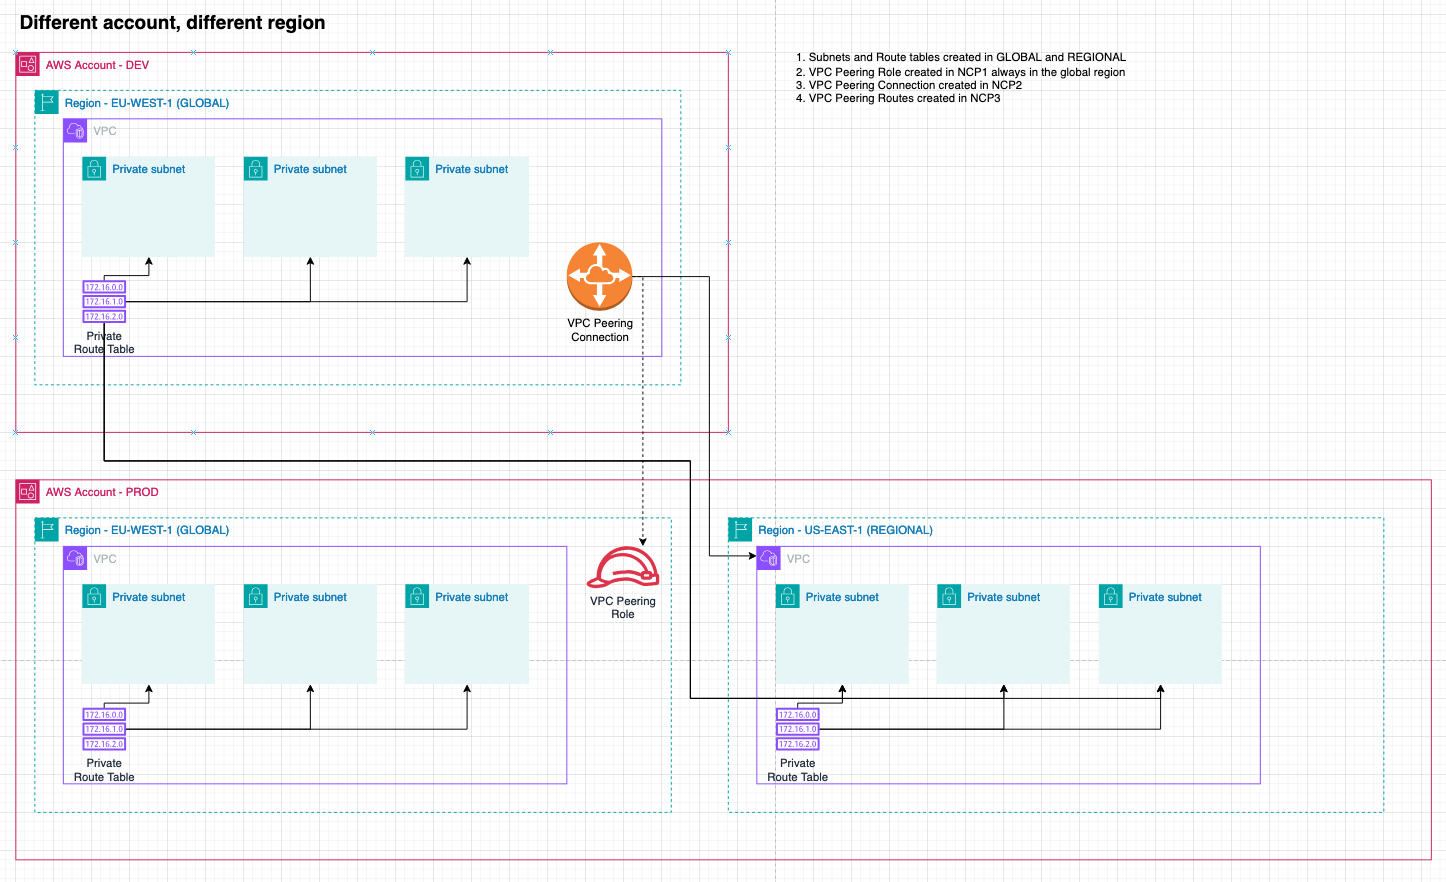 Different account, different region
1. Subnets and Route tables created in GLOBAL and REGIONAL
2. VPC Peering Role created in NCP1 always in the global region
3. VPC Peering Connection created in NCP2
4. VPC Peering Routes created in NCP3
AWS Account - DEV
Region - EU-WEST-1 (GLOBAL)
VPC
Private subnet
Private subnet
Private subnet
172.16.0.0
172.16.1.0
172.16.2.0
Private
Route Table
VPC Peering
Connection
AWS Account - PROD
Region - EU-WEST-1 (GLOBAL)
VPC
Private subnet
Private subnet
Private subnet
172.16.0.0
172.16.1.0
172.16.2.0
Private
Route Table
VPC Peering
Role
Region - US-EAST-1 (REGIONAL)
VPC
Private subnet
Private subnet
Private subnet
172.16.0.0
172.16.1.0
172.16.2.0
Private
Route Table